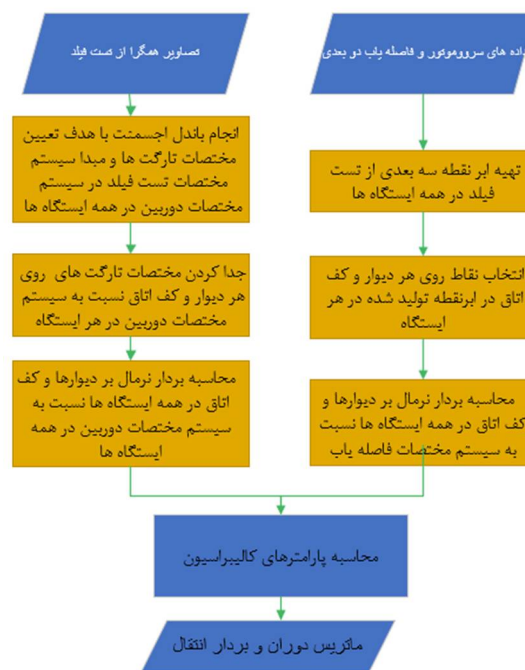 تصاویر همگرا از تست فیلد
داده های سروموتور و فاصله یاب دو بعدی
انجام باندل اجسمنت با هدف تعیین
مختصات تارگت ها و مبدا سیستم
مختصات تست فیلد در سیستم
مختصات دوربین در همه ایستگاه ها
تهیه ابر نقطه سه بعدی از تست
فیلد در همه ایستگاه ها
جدا کردن مختصات تارگت های روی
هر دیوار و کف اتاق نسبت به سیستم
مختصات دوربین در هر ایستگاه
انتخاب نقاط روی هر دیوار و کف
اتاق در ابرنقطه تولید شده در هر
ایستگاه
محاسبه بردار نرمال بر دیوارها و کف
اتاق در همه ایستگاه ها نسبت به
سیستم مختصات دوربین در همه
ایستگاه ها
محاسبه بردار نرمال بر دیوارها و
کف اتاق در همه ایستگاه ها نسبت
به سیستم مختصات فاصله یاب
محاسبه پارامترهای کالیبراسیون
ماتریس دوران و بردار انتقال